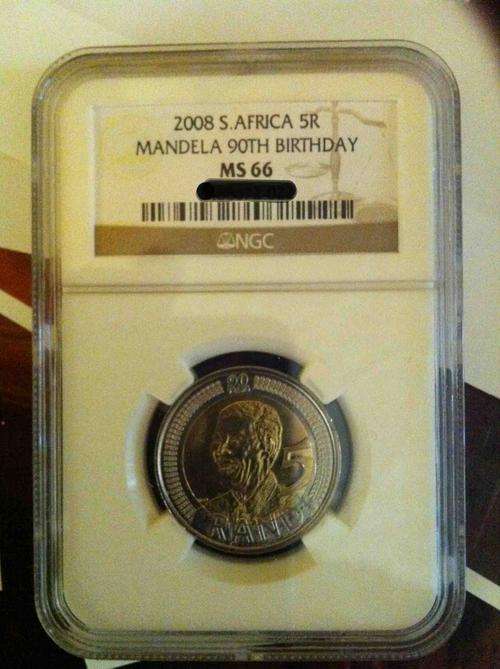 2008 S.AFRICA 5R
MANDELA 90TH BIRTHDAY
MS 66
NGC
90
5
RAND